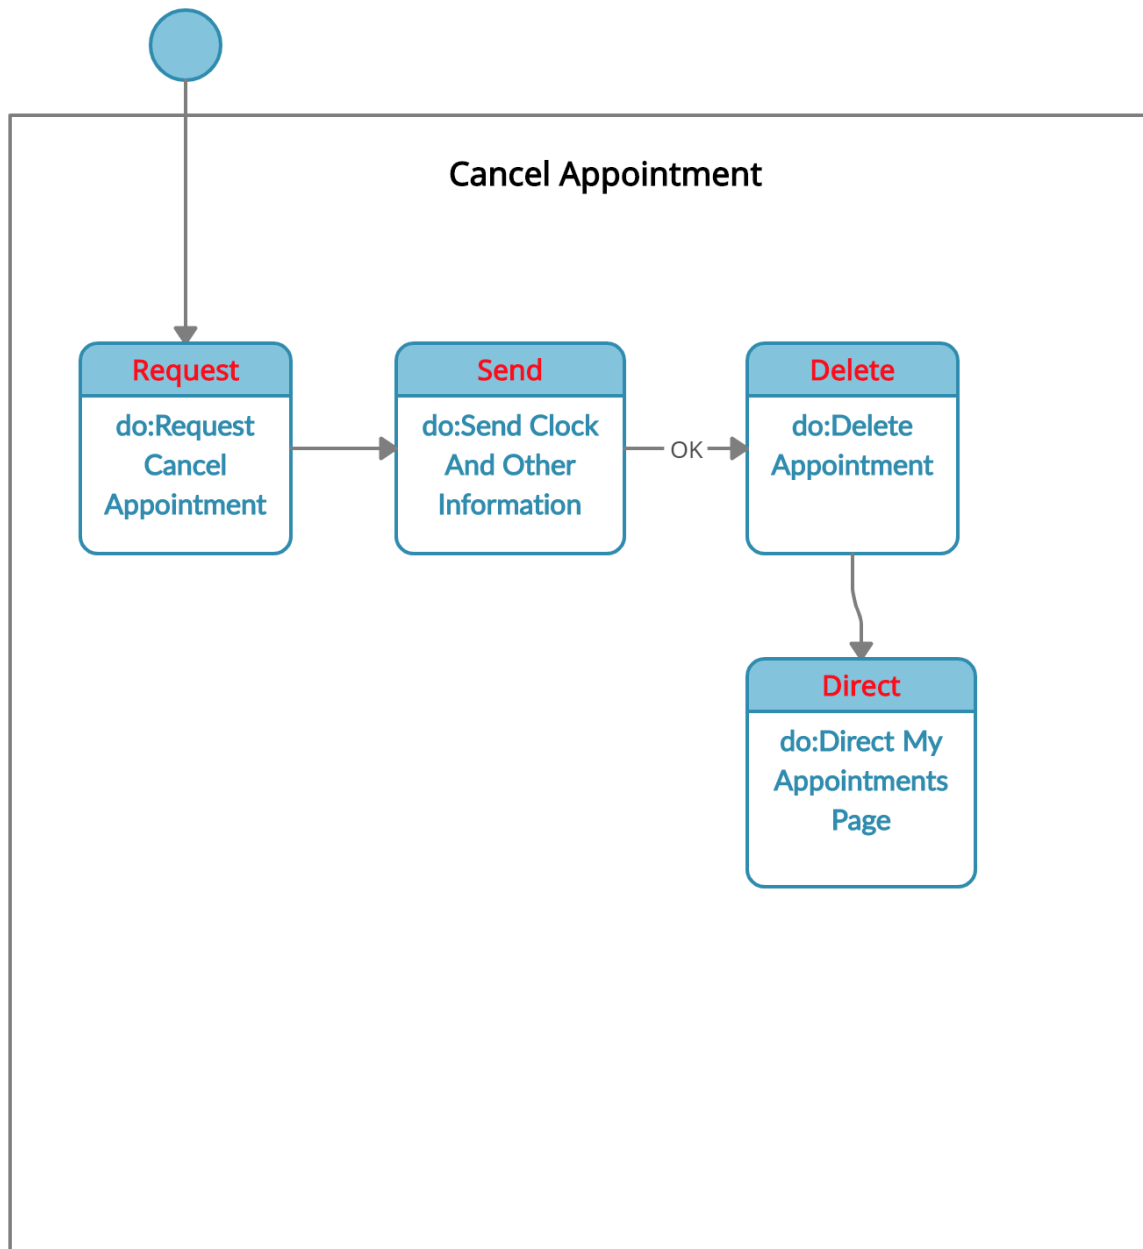 Cancel Appointment
Request
do:Request
Cancel
Appointment
Send
do:Send Clock
And Other
Information
OK
Delete
do:Delete
Appointment
Direct
do:Direct My
Appointments
Page